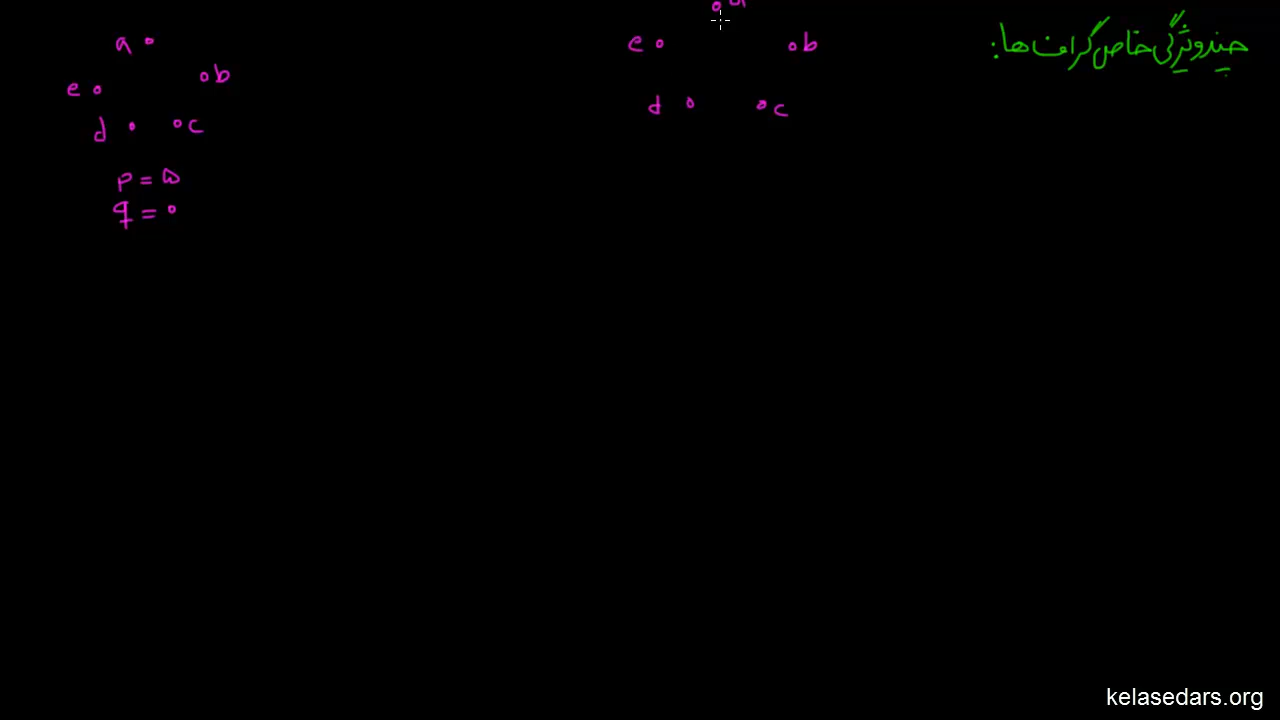 چند ویژگی خاص گراف ها:
a
e b
d c
a
e b
d c
p = ۵
q = ۰
kelasedars.org